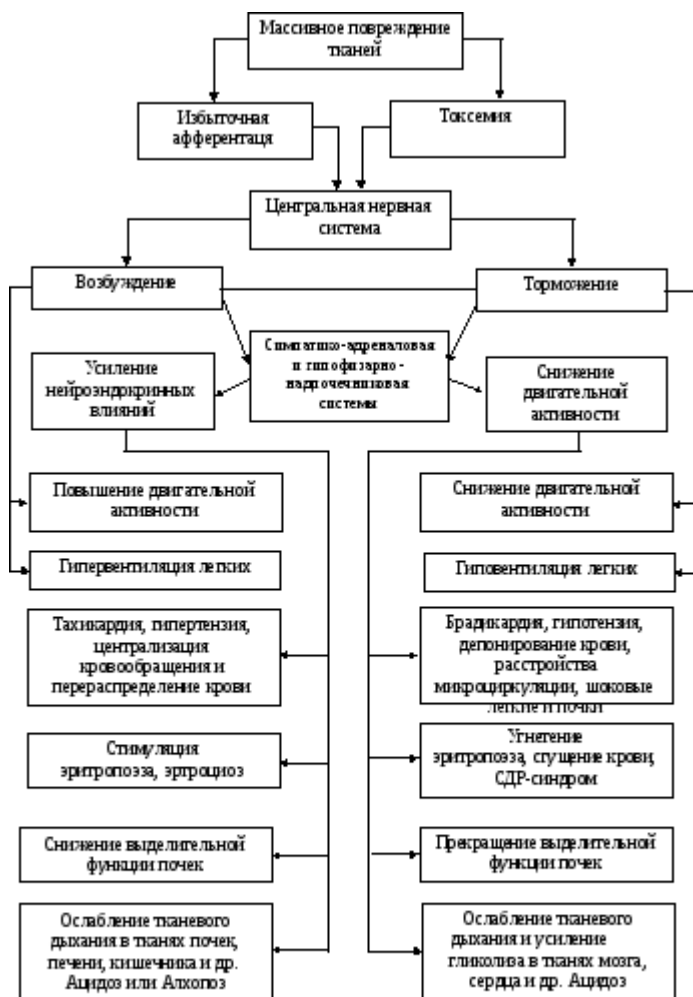 Массивное повреждение
тканей
Избыточная
афферентаця
Токсемия
Центральная нервная
система
Возбуждение
Торможение
Симпатико-адреналовая
и гипофизарно-
надпочечниковая
системы
Усиление
нейроэндокринных
влияний
Снижение
двигательной
активности
Повышение двигательной
активности
Снижение двигательной
активности
Гипервентиляция легких
Гиповентиляция легких
Тахикардия, гипертензия,
централизация
кровообращения и
перераспределение крови
Брадикардия, гипотензия,
депонирование крови,
расстройства
микроциркуляции, шоковые
легкие и почки
Стимуляция
эритропоэза, эртроциоз
Угнетение
эритропоэза, сгущение крови,
СДР-синдром
Снижение выделительной
функции почек
Прекращение выделительной
функции почек
Ослабление тканевого
дыхания в тканях почек,
печени, кишечника и др.
Ацидоз или Алхопоз
Ослабление тканевого
дыхания и усиление
гликолиза в тканях мозга,
сердца и др. Ацидоз